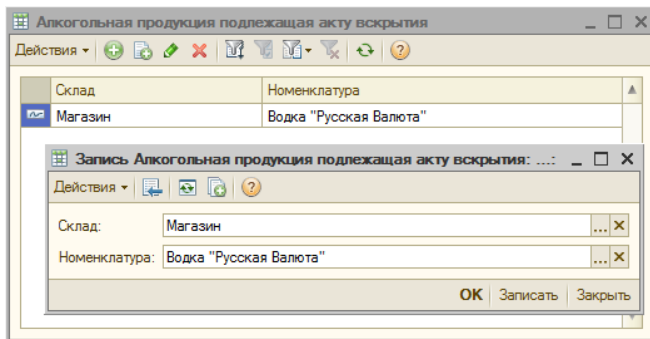 Алкогольная продукция подлежащая акту вскрытия
Действия
Склад Номенклатура
Магазин Водка "Русская Валюта"
Запись Алкогольная продукция подлежащая акту вскрытия: ...:
Действия
Склад: Магазин ...
Номенклатура: Водка "Русская Валюта" ...
OK Записать Закрыть